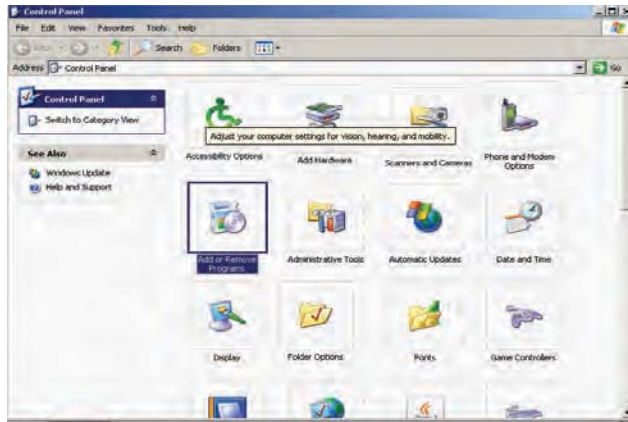 Control Panel
File Edit View Favorites Tools Help
Back Search Folders
Address Control Panel Go
Control Panel
Switch to Category View
See Also
Windows Update
Help and Support
Adjust your computer settings for vision, hearing, and mobility.
Accessibility Options Add Hardware Scanners and Cameras Phone and Modem
Options
Add or Remove
Programs
Administrative Tools Automatic Updates Date and Time
Display Folder Options Fonts Game Controllers